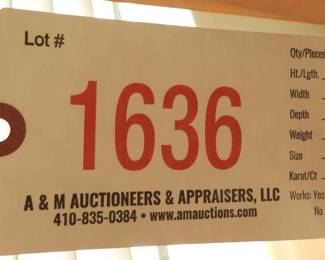 Lot #
1636
A & M AUCTIONEERS & APPRAISERS, LLC
410-835-0384 • www.amauctions.com
Qty/Pieces
Ht./Lgth.
Width
Depth
Weight
Size
Karat/Ct
Works: Yes
No